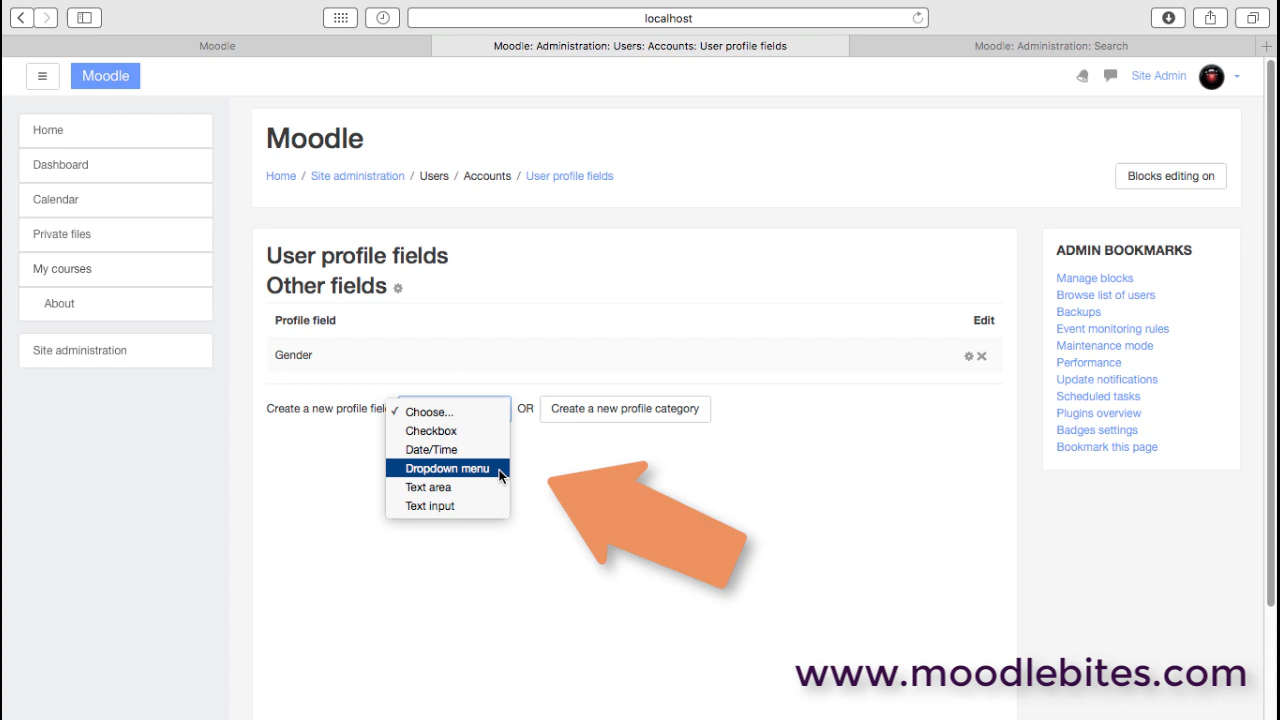 localhost
Moodle
Moodle: Administration: Users: Accounts: User profile fields
Moodle: Administration: Search
Moodle
Site Admin
Home
Dashboard
Calendar
Private files
My courses
About
Site administration
Moodle
Home / Site administration / Users / Accounts / User profile fields
Blocks editing on
User profile fields
Other fields
Profile field Edit
Gender
Create a new profile field OR Create a new profile category
Choose...
Checkbox
Date/Time
Dropdown menu
Text area
Text input
ADMIN BOOKMARKS
Manage blocks
Browse list of users
Backups
Event monitoring rules
Maintenance mode
Performance
Update notifications
Scheduled tasks
Plugins overview
Badges settings
Bookmark this page
www.moodlebites.com